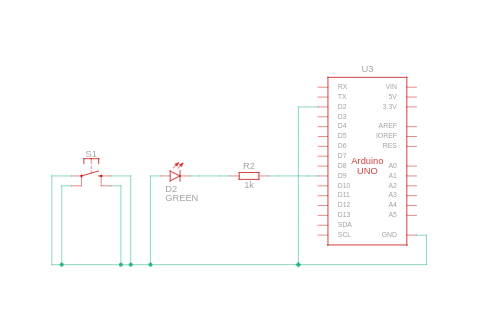 U3
RX
TX
D2
D3
D4
D5
D6
D7
D8
D9
D10
D11
D12
D13
SDA
SCL
VIN
5V
3.3V
AREF
IOREF
RES
A0
A1
A2
A3
A4
A5
GND
Arduino
UNO
S1
D2
GREEN
R2
1k